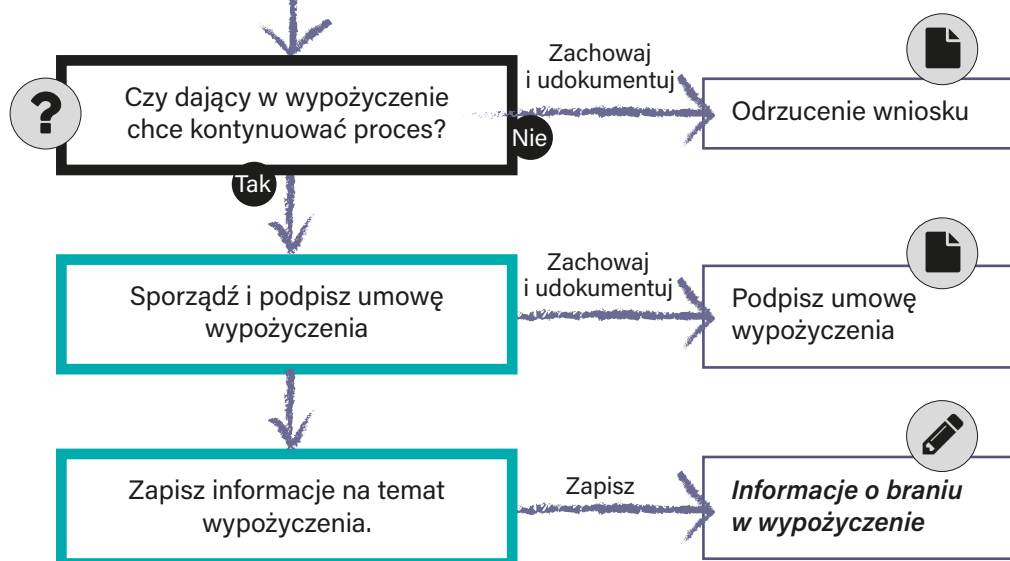 Czy dający w wypożyczenie
chce kontynuować proces?
?
Nie
Tak
Zachowaj
i udokumentuj
Odrzucenie wniosku
Sporządź i podpisz umowę
wypożyczenia
Zachowaj
i udokumentuj
Podpisz umowę
wypożyczenia
Zapisz informacje na temat
wypożyczenia.
Zapisz
Informacje o braniu
w wypożyczenie